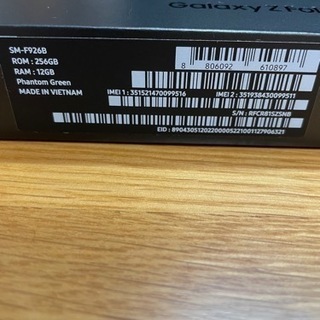 Galaxy Z Fold
SM-F926B
ROM : 256GB
RAM : 12GB
Phantom Green
MADE IN VIETNAM
8 806092 610897
IMEI 1 : 351521470099516
IMEI 2 : 351938430099511
S/N : RFCR81SZSNB
EID : 89043051202200005221001127906321